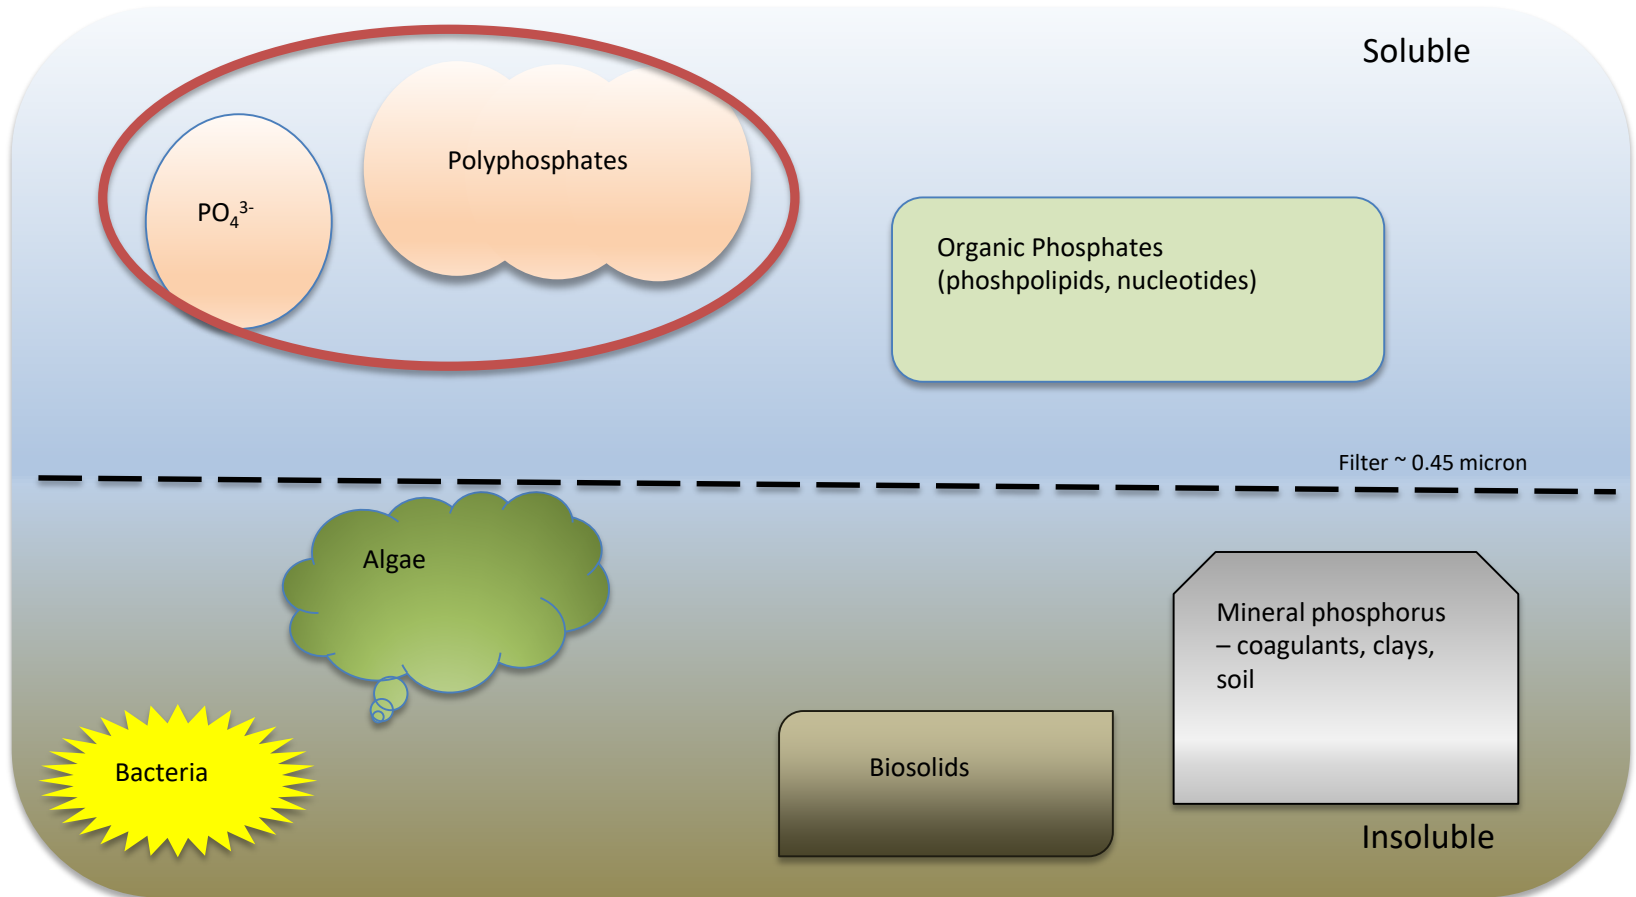 Soluble
Polyphosphates
PO₄³⁻
Organic Phosphates
(phoshpolipids, nucleotides)
Filter ~ 0.45 micron
Algae
Mineral phosphorus
– coagulants, clays,
soil
Bacteria
Biosolids
Insoluble